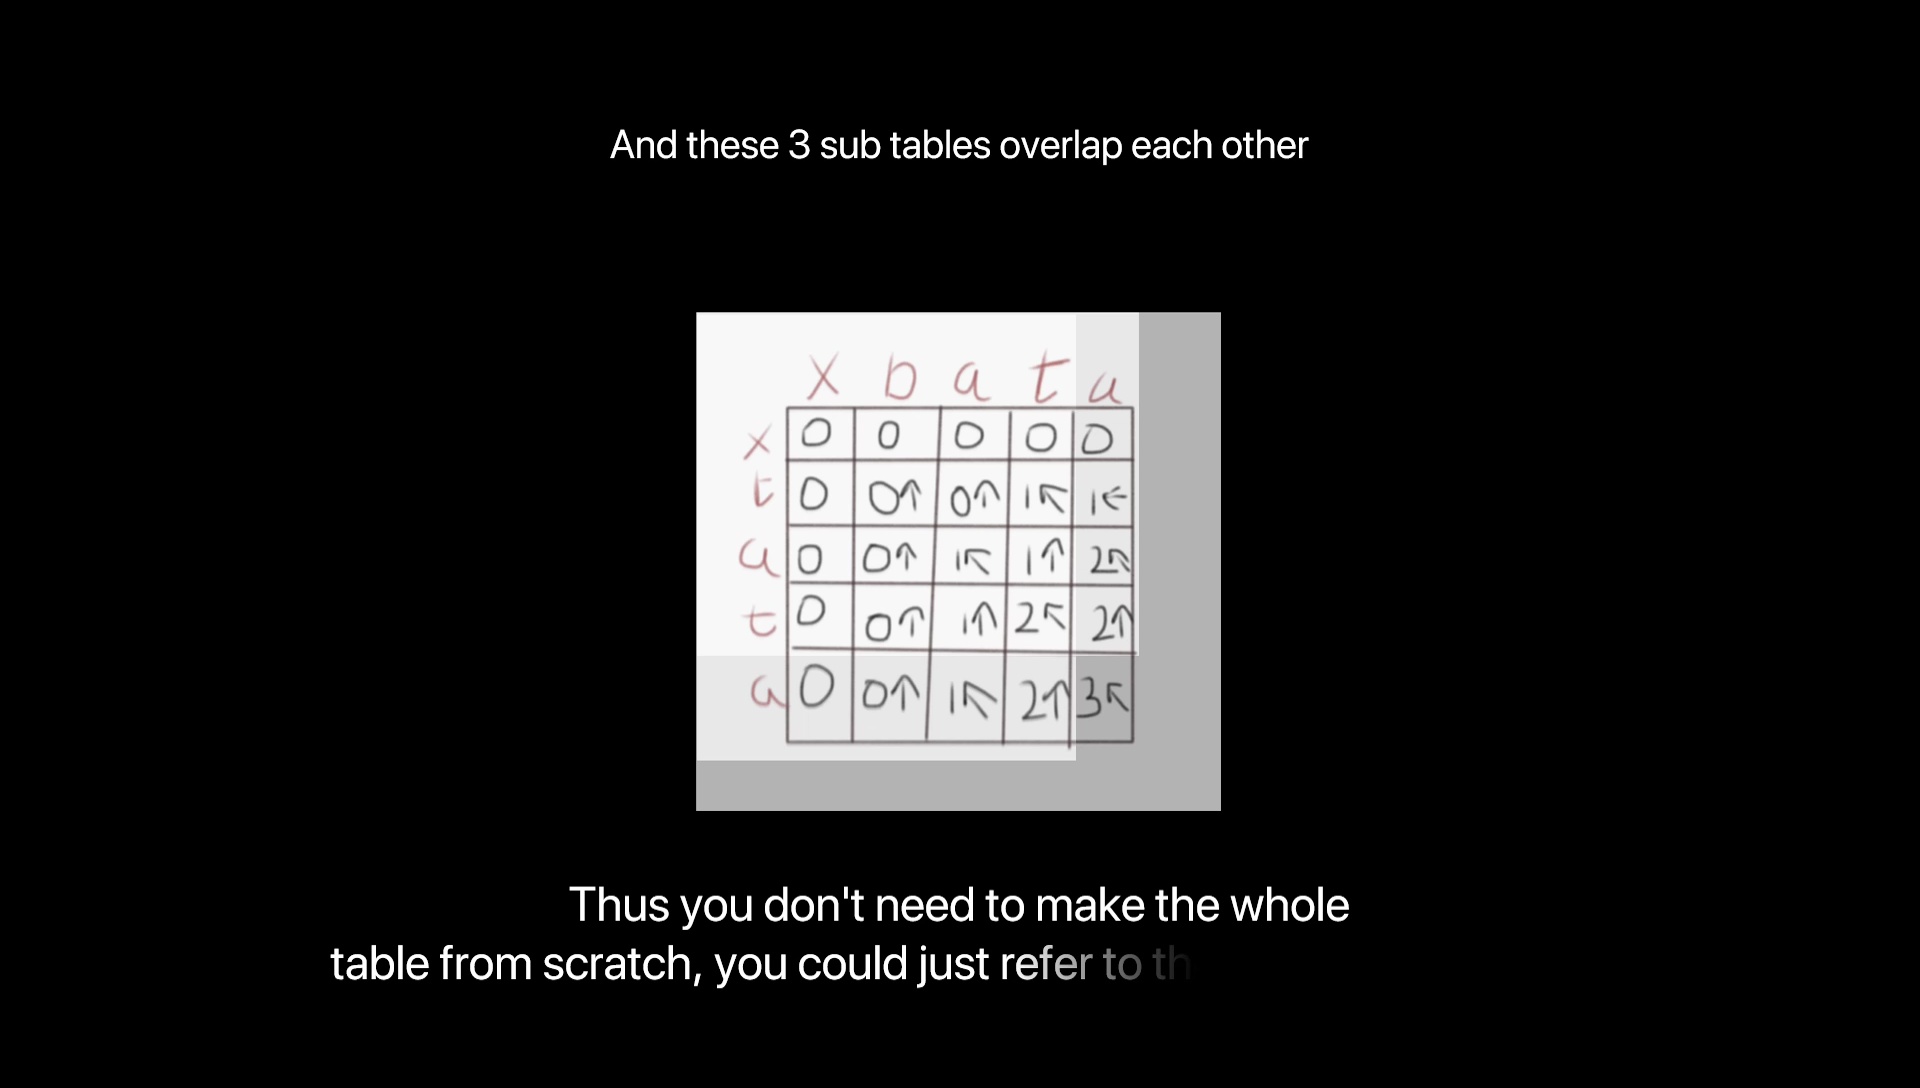 And these 3 sub tables overlap each other
x b a t a
x 0 0 0 0 0
t 0 0↑ 0↑ 1↖ 1←
a 0 0↑ 1↖ 1↑ 2↖
t 0 0↑ 1↑ 2↖ 2↑
a 0 0↑ 1↖ 2↑ 3↖
Thus you don't need to make the whole
table from scratch, you could just refer to th